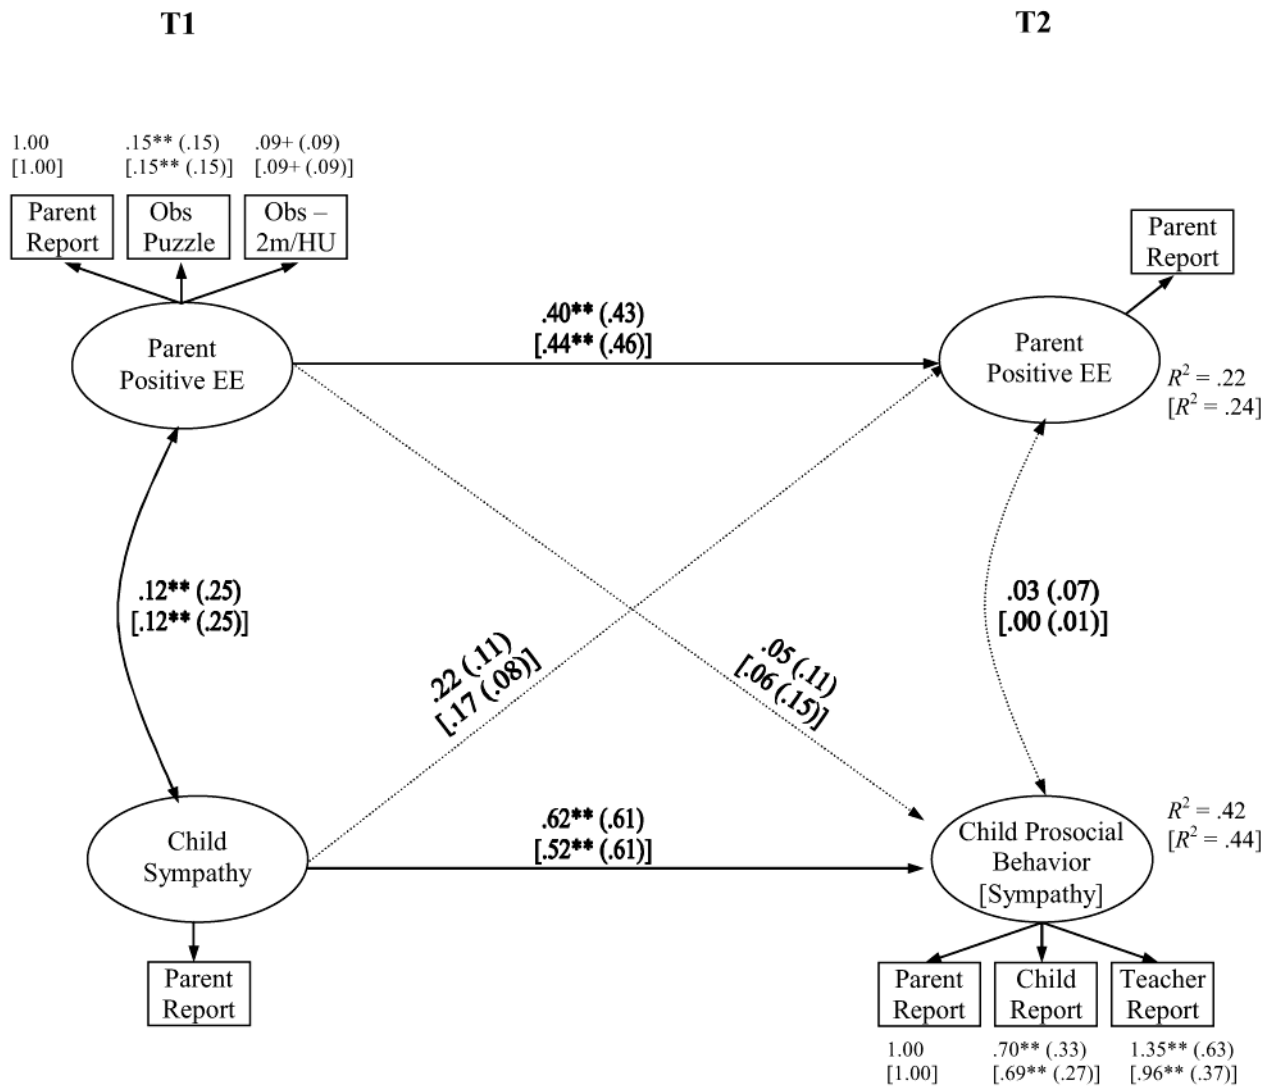 T1
T2
1.00
[1.00]
.15** (.15)
[.15** (.15)]
.09+ (.09)
[.09+ (.09)]
Parent
Report
Obs
Puzzle
Obs –
2m/HU
Parent
Report
Parent
Positive EE
.40** (.43)
[.44** (.46)]
Parent
Positive EE
R² = .22
[R² = .24]
.12** (.25)
[.12** (.25)]
.22 (.11)
[.17 (.08)]
.05 (.11)
[.06 (.15)]
.03 (.07)
[.00 (.01)]
Child
Sympathy
.62** (.61)
[.52** (.61)]
Child Prosocial
Behavior
[Sympathy]
R² = .42
[R² = .44]
Parent
Report
Parent
Report
Child
Report
Teacher
Report
1.00
[1.00]
.70** (.33)
[.69** (.27)]
1.35** (.63)
[.96** (.37)]